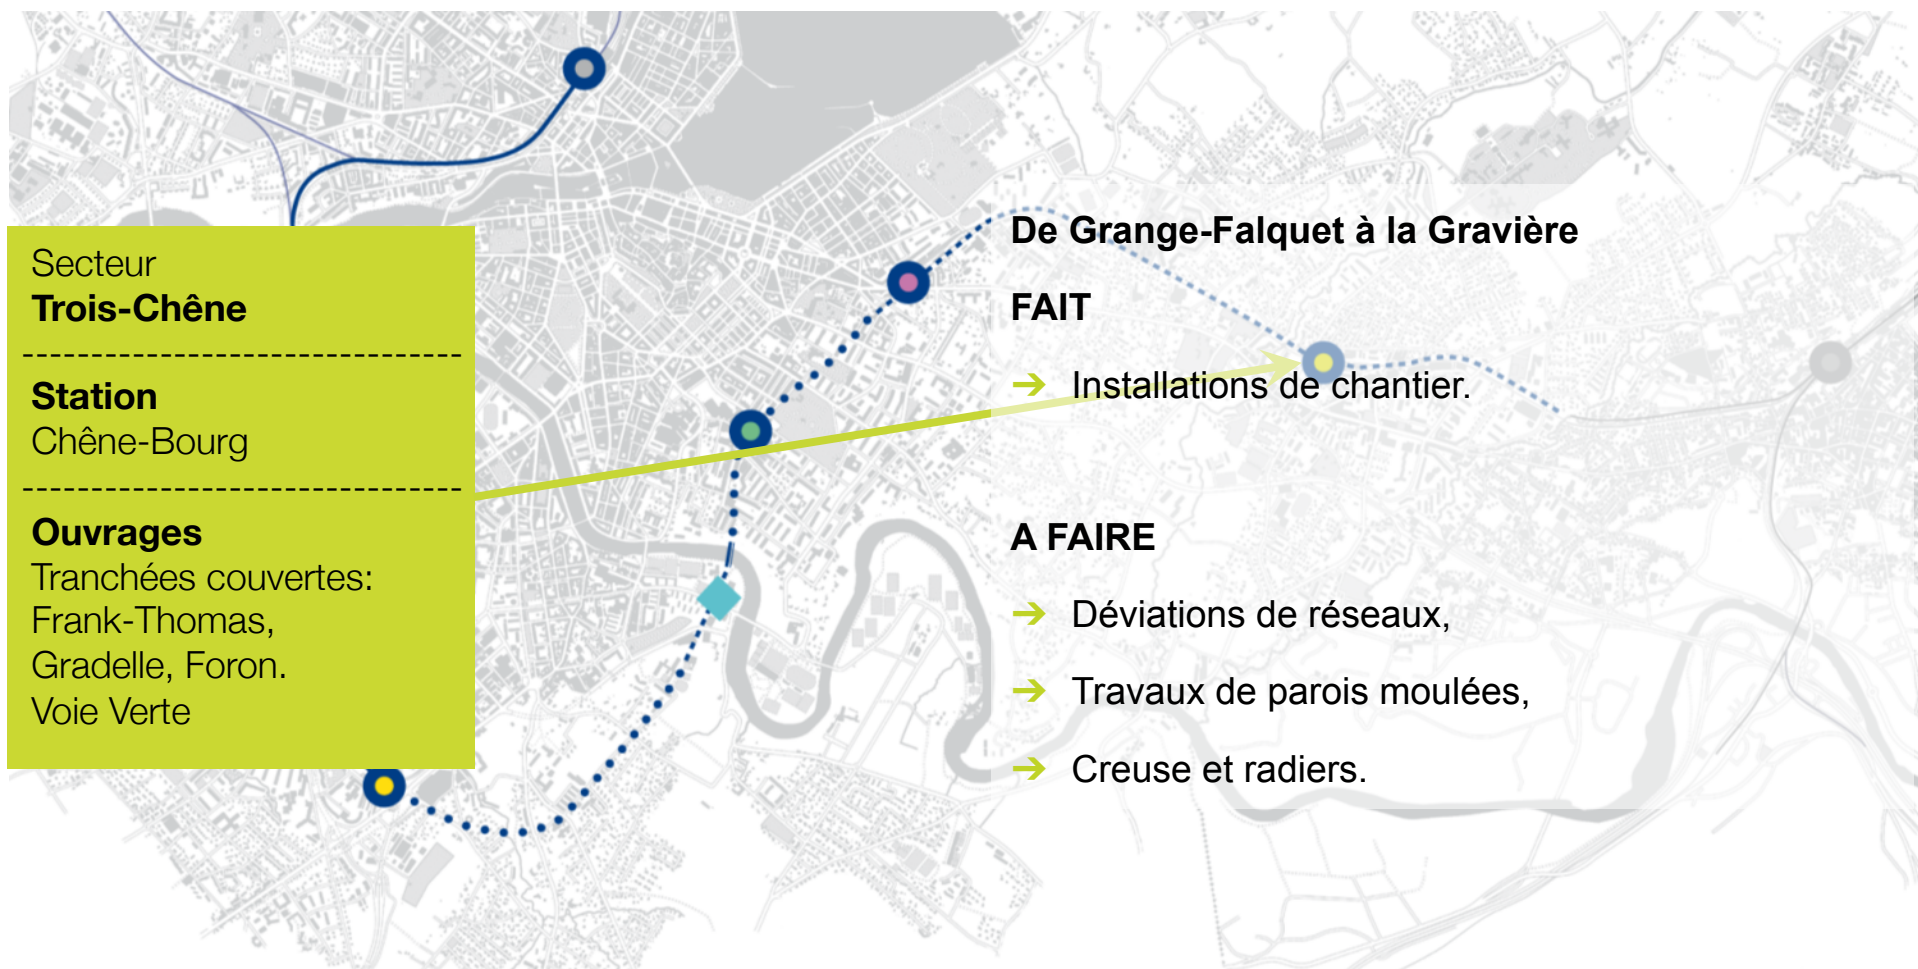 Secteur
Trois-Chêne
Station
Chêne-Bourg
Ouvrages
Tranchées couvertes:
Frank-Thomas,
Gradelle, Foron.
Voie Verte
De Grange-Falquet à la Gravière
FAIT
➔ Installations de chantier.
A FAIRE
➔ Déviations de réseaux,
➔ Travaux de parois moulées,
➔ Creuse et radiers.